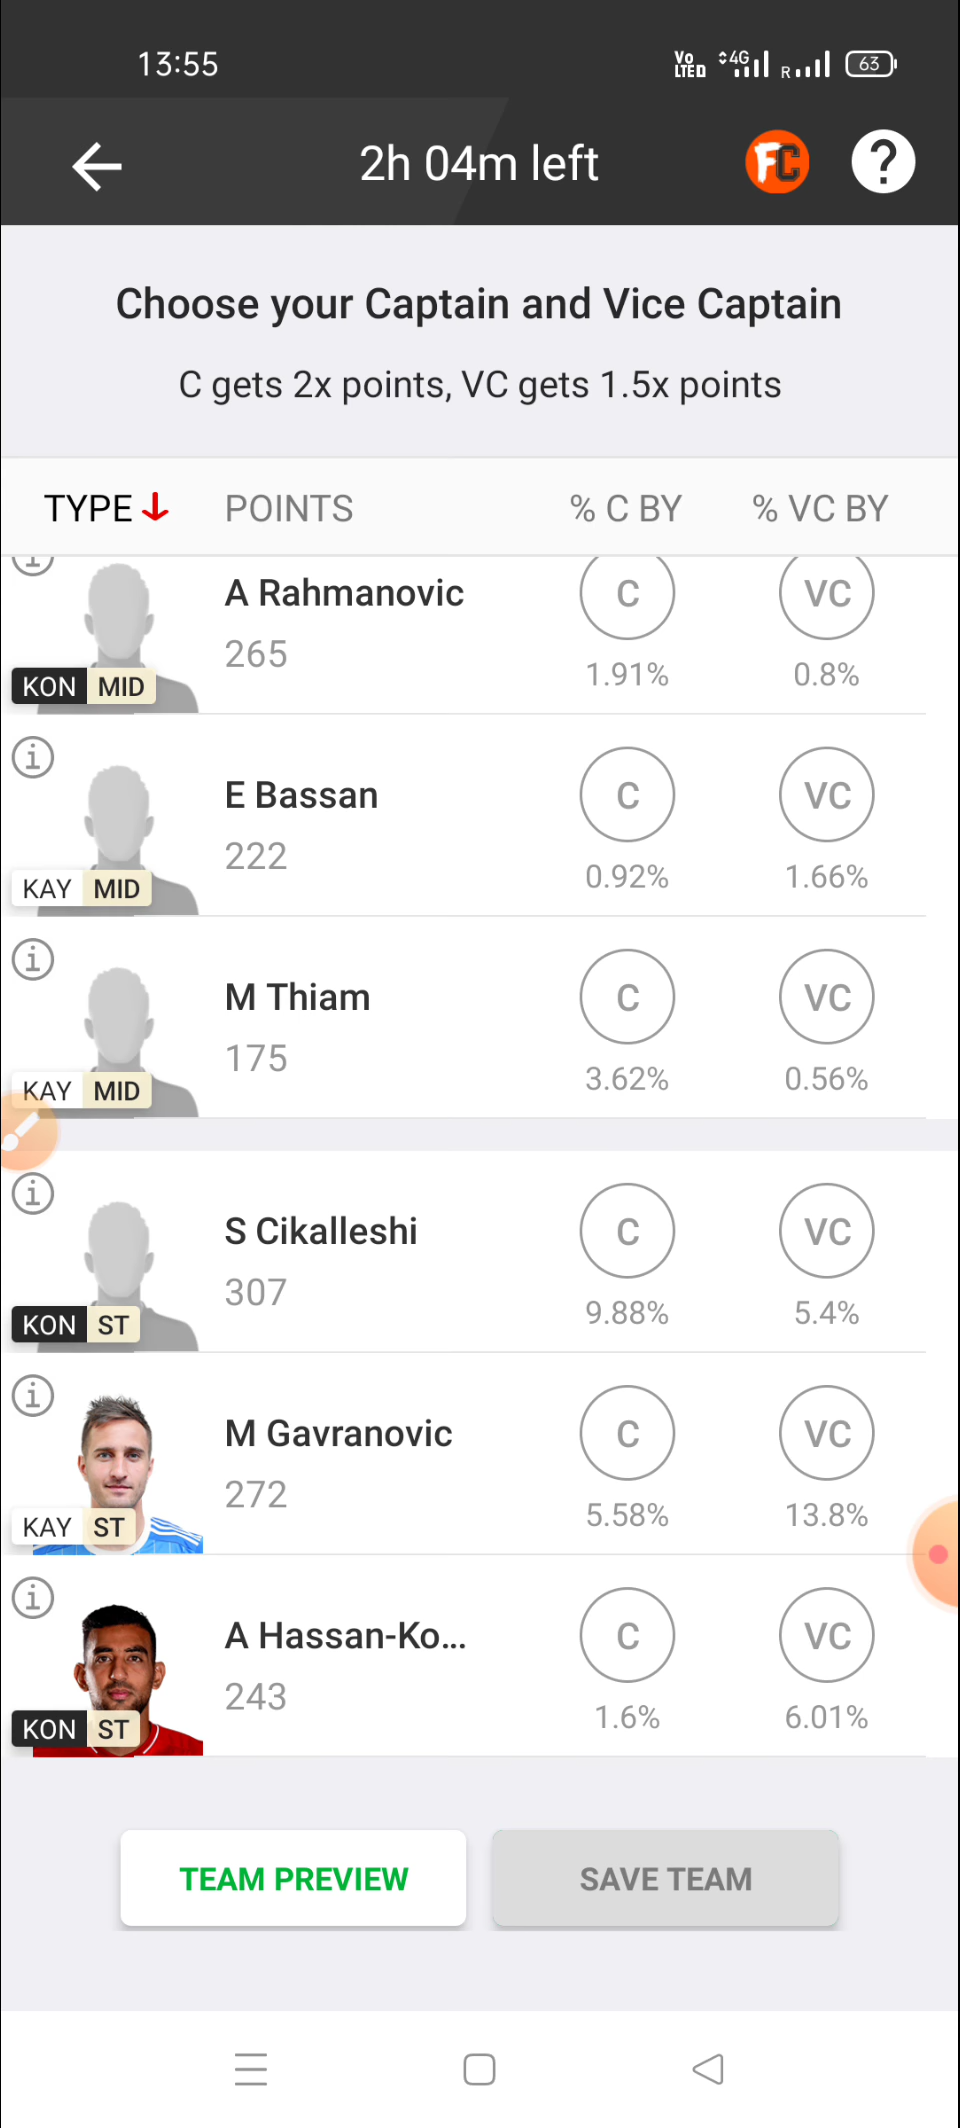 13:55
Vo LTED 4G R 63
2h 04m left
FC ?
Choose your Captain and Vice Captain
C gets 2x points, VC gets 1.5x points
TYPE POINTS % C BY % VC BY
A Rahmanovic C VC
265
1.91% 0.8%
KON MID
E Bassan C VC
222
0.92% 1.66%
KAY MID
M Thiam C VC
175
3.62% 0.56%
KAY MID
S Cikalleshi C VC
307
9.88% 5.4%
KON ST
M Gavranovic C VC
272
5.58% 13.8%
KAY ST
A Hassan-Ko...
C VC
243
1.6% 6.01%
KON ST
TEAM PREVIEW SAVE TEAM